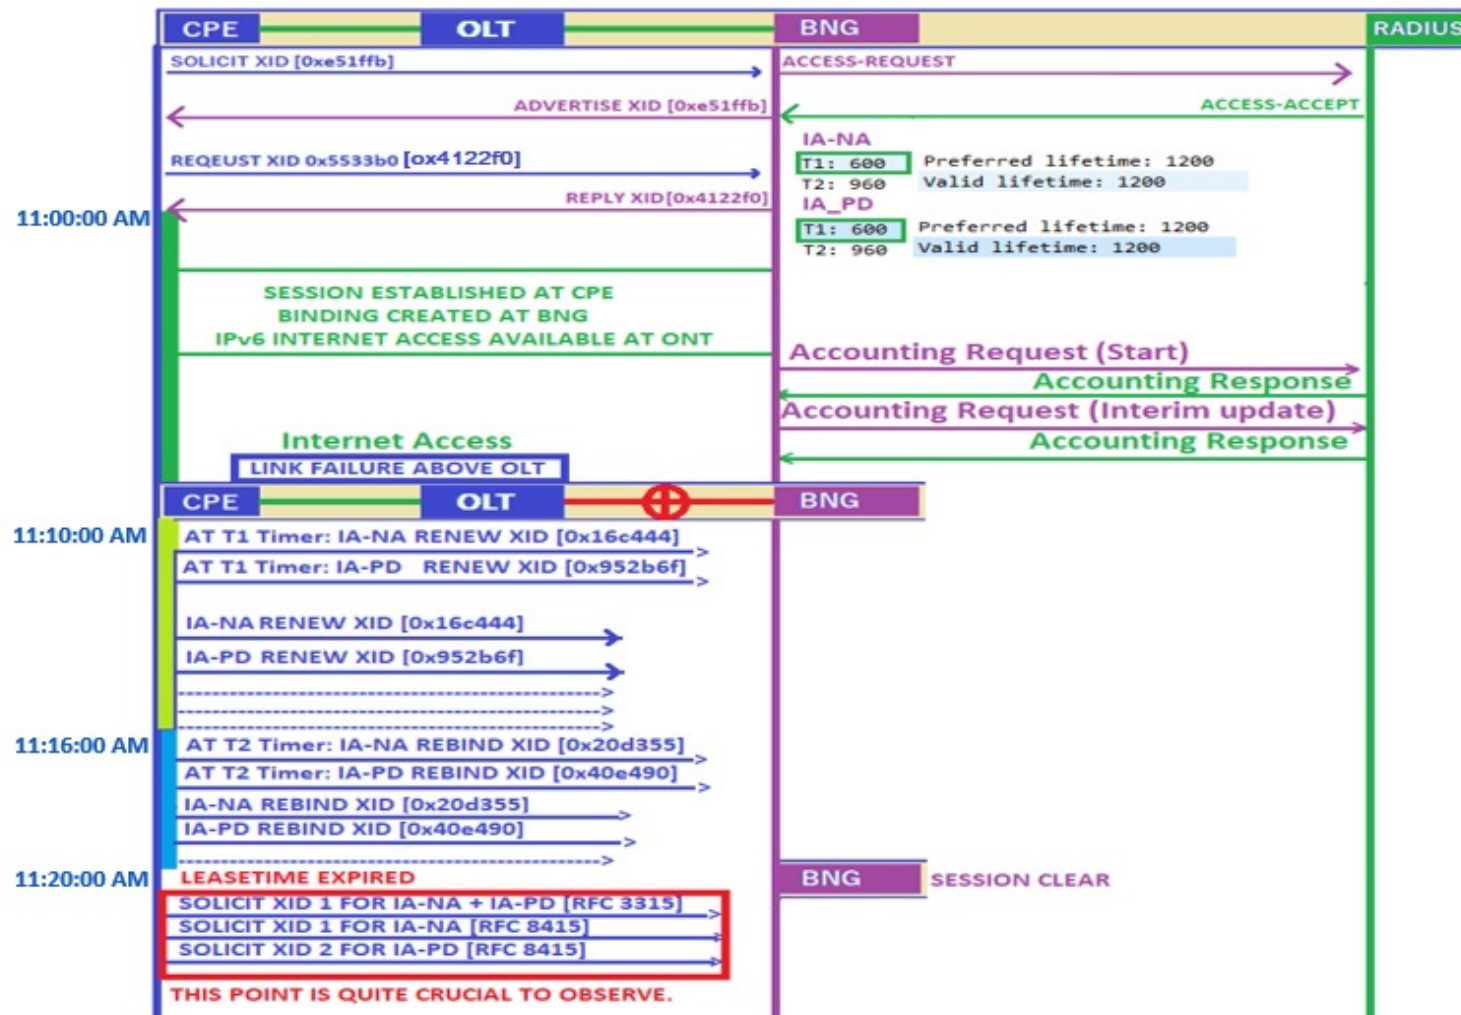 CPE OLT BNG RADIUS
SOLICIT XID [0xe51ffb] ACCESS-REQUEST
ADVERTISE XID [0xe51ffb] ACCESS-ACCEPT
IA-NA
REQEUST XID 0x5533b0 [ox4122f0] T1: 600 Preferred lifetime: 1200
T2: 960 Valid lifetime: 1200
REPLY XID[0x4122f0] IA_PD
11:00:00 AM
T1: 600 Preferred lifetime: 1200
T2: 960 Valid lifetime: 1200
SESSION ESTABLISHED AT CPE
BINDING CREATED AT BNG
IPv6 INTERNET ACCESS AVAILABLE AT ONT
Accounting Request (Start)
Accounting Response
Accounting Request (Interim update)
Internet Access Accounting Response
LINK FAILURE ABOVE OLT
CPE OLT BNG
11:10:00 AM AT T1 Timer: IA-NA RENEW XID [0x16c444]
AT T1 Timer: IA-PD RENEW XID [0x952b6f]
IA-NA RENEW XID [0x16c444]
IA-PD RENEW XID [0x952b6f]
11:16:00 AM AT T2 Timer: IA-NA REBIND XID [0x20d355]
AT T2 Timer: IA-PD REBIND XID [0x40e490]
IA-NA REBIND XID [0x20d355]
IA-PD REBIND XID [0x40e490]
11:20:00 AM LEASETIME EXPIRED BNG SESSION CLEAR
SOLICIT XID 1 FOR IA-NA + IA-PD [RFC 3315]
SOLICIT XID 1 FOR IA-NA [RFC 8415]
SOLICIT XID 2 FOR IA-PD [RFC 8415]
THIS POINT IS QUITE CRUCIAL TO OBSERVE.